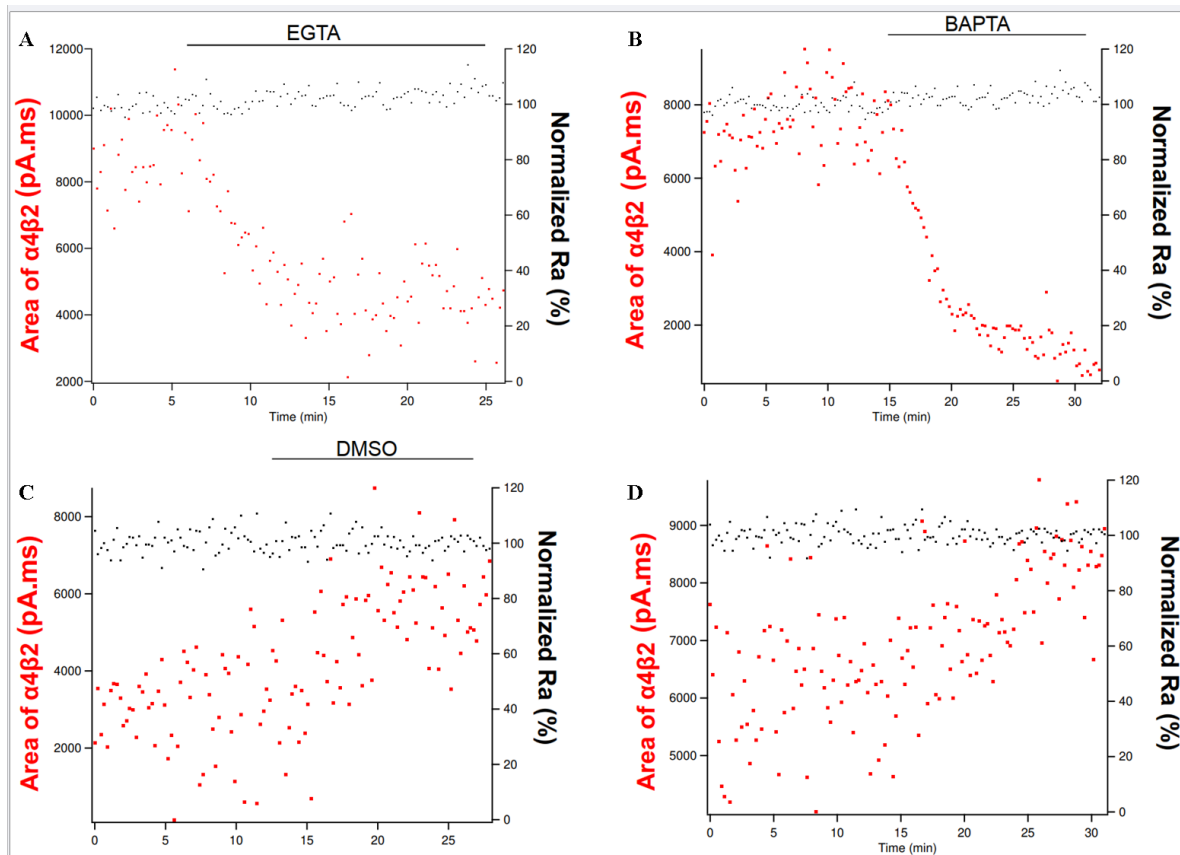 A
EGTA
Area of α4β2 (pA.ms)
12000
10000
8000
6000
4000
2000
120
100
80
60
40
20
0
Normalized Ra (%)
0 5 10 15 20 25
Time (min)
B
BAPTA
Area of α4β2 (pA.ms)
8000
6000
4000
2000
120
100
80
60
40
20
0
Normalized Ra (%)
0 5 10 15 20 25 30
Time (min)
C
DMSO
Area of α4β2 (pA.ms)
8000
6000
4000
2000
120
100
80
60
40
20
0
Normalized Ra (%)
0 5 10 15 20 25
D
Area of α4β2 (pA.ms)
9000
8000
7000
6000
5000
120
100
80
60
40
20
0
Normalized Ra (%)
0 5 10 15 20 25 30
Time (min)